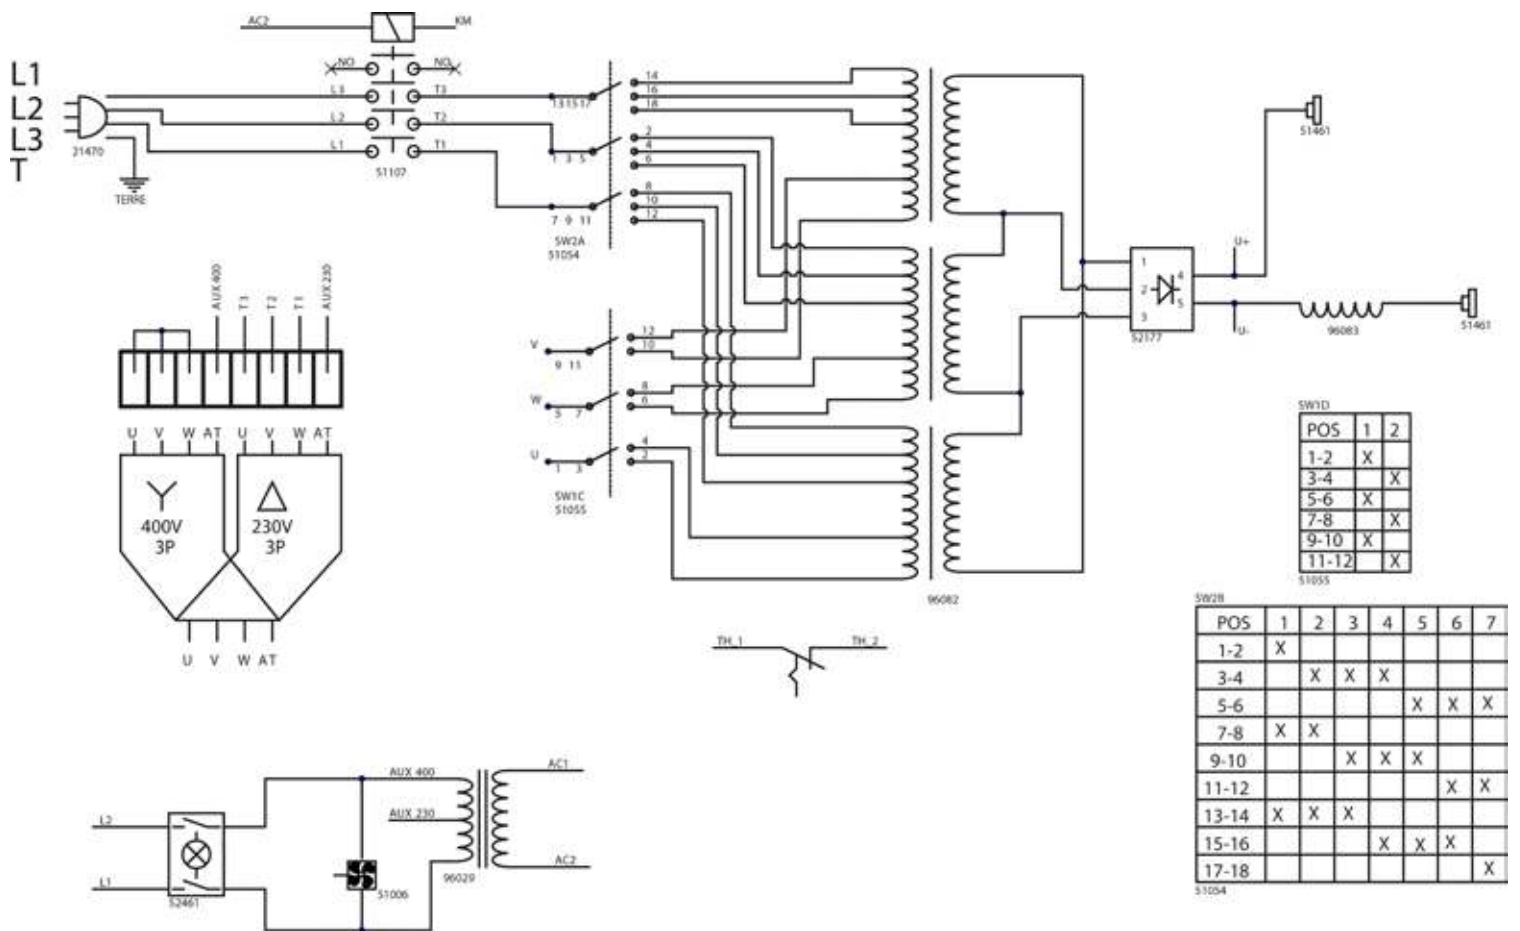 AC2 KM
NO NO
L1
L2
L3
T
L3 T3
L2 T2
L1 T1
21470
TERRE
51107
13 15 17
14
16
18
1 3 5
2
4
6
7 9 11
8
10
12
SW2A
51054
V
9 11
12
10
W
5 7
8
6
U
1 3
4
2
SW1C
51055
96082
1
2
3
4
5
52177
U+
U-
51461
96083
51461
AUX 400 T3 T2 T1 AUX 230
U V W AT U V W AT
400V
3P
230V
3P
U V W AT
TH_1 TH_2
L2
L1
52461
51006
AUX 400
AUX 230
96029
AC1
AC2
SW1D
POS 1 2
1-2 X
3-4 X
5-6 X
7-8 X
9-10 X
11-12 X
51055
SW2B
POS 1 2 3 4 5 6 7
1-2 X
3-4 X X X
5-6 X X X
7-8 X X
9-10 X X X
11-12 X X
13-14 X X X
15-16 X X X
17-18 X
51054